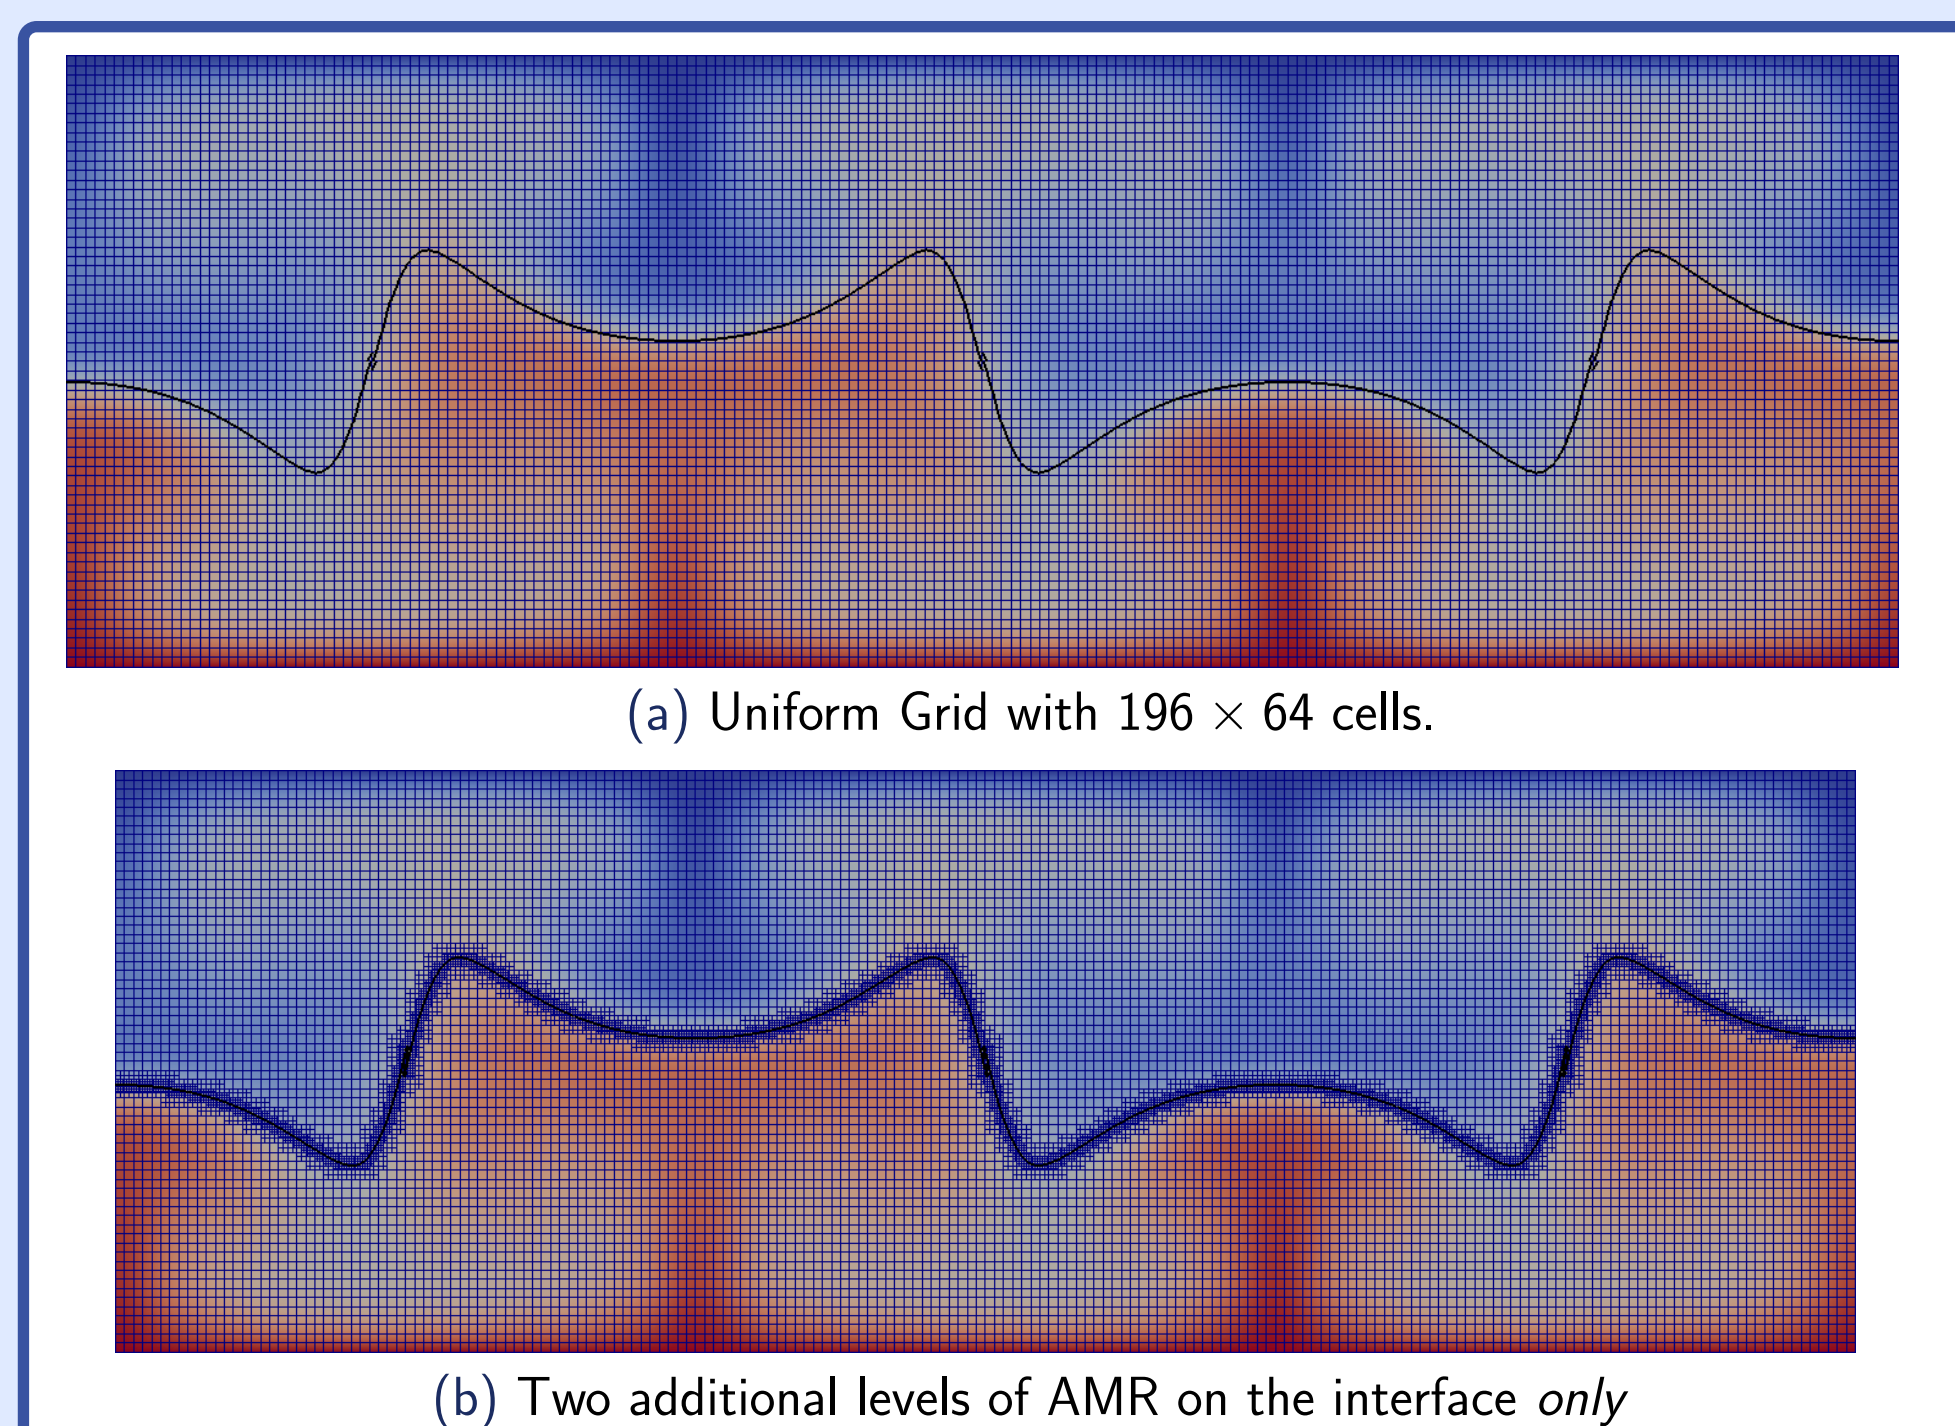 (a) Uniform Grid with 196 × 64 cells.
(b) Two additional levels of AMR on the interface only